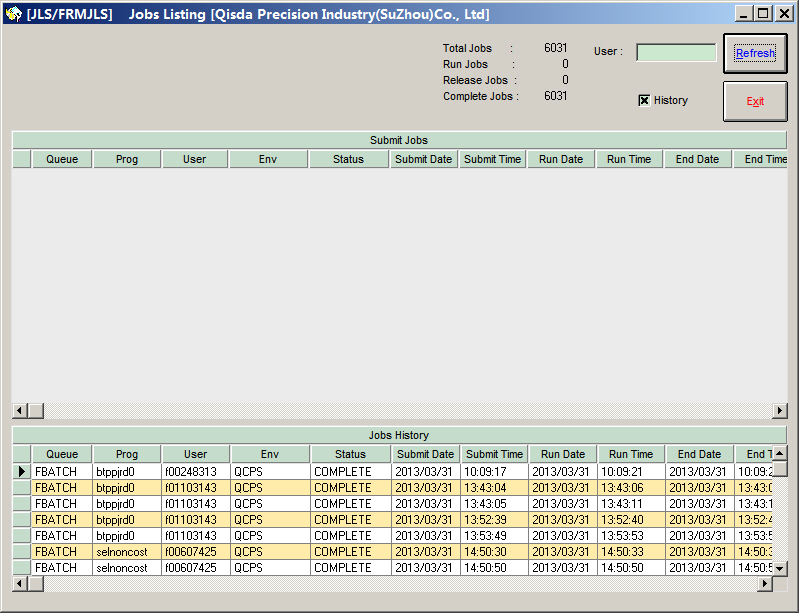 [JLS/FRMJLS] Jobs Listing [Qisda Precision Industry(SuZhou)Co., Ltd]
Total Jobs : 6031 User : Refresh
Run Jobs : 0
Release Jobs : 0
Complete Jobs : 6031 History Exit
Submit Jobs
Queue Prog User Env Status Submit Date Submit Time Run Date Run Time End Date End Time
Jobs History
Queue Prog User Env Status Submit Date Submit Time Run Date Run Time End Date End T
FBATCH btppjrd0 f00248313 QCPS COMPLETE 2013/03/31 10:09:17 2013/03/31 10:09:21 2013/03/31 10:09:2
FBATCH btppjrd0 f01103143 QCPS COMPLETE 2013/03/31 13:43:04 2013/03/31 13:43:06 2013/03/31 13:43:0
FBATCH btppjrd0 f01103143 QCPS COMPLETE 2013/03/31 13:43:05 2013/03/31 13:43:11 2013/03/31 13:43:1
FBATCH btppjrd0 f01103143 QCPS COMPLETE 2013/03/31 13:52:39 2013/03/31 13:52:40 2013/03/31 13:52:4
FBATCH btppjrd0 f01103143 QCPS COMPLETE 2013/03/31 13:53:49 2013/03/31 13:53:53 2013/03/31 13:53:5
FBATCH selnoncost f00607425 QCPS COMPLETE 2013/03/31 14:50:30 2013/03/31 14:50:33 2013/03/31 14:50:3
FBATCH selnoncost f00607425 QCPS COMPLETE 2013/03/31 14:50:50 2013/03/31 14:50:50 2013/03/31 14:50:5